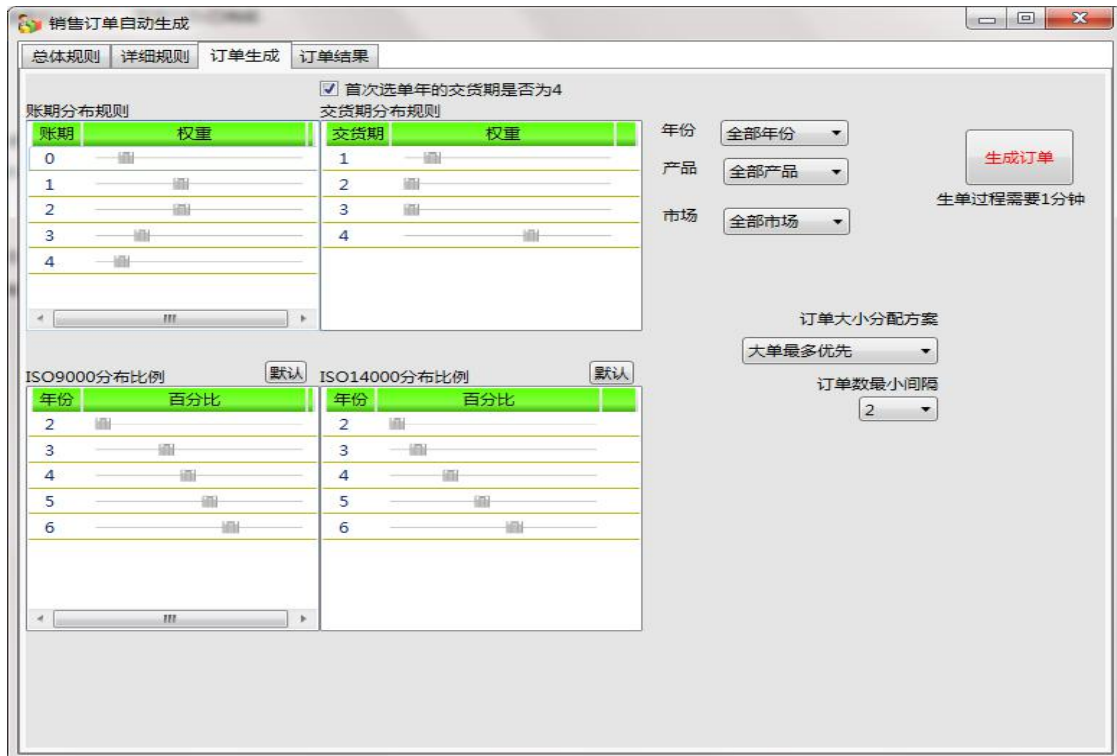 销售订单自动生成
总体规则 详细规则 订单生成 订单结果
首次选单年的交货期是否为4
账期分布规则
账期 权重
0
1
2
3
4
交货期分布规则
交货期 权重
1
2
3
4
年份 全部年份
产品 全部产品
市场 全部市场
生成订单
生单过程需要1分钟
订单大小分配方案
大单最多优先
订单数最小间隔
2
ISO9000分布比例 默认
年份 百分比
2
3
4
5
6
ISO14000分布比例 默认
年份 百分比
2
3
4
5
6